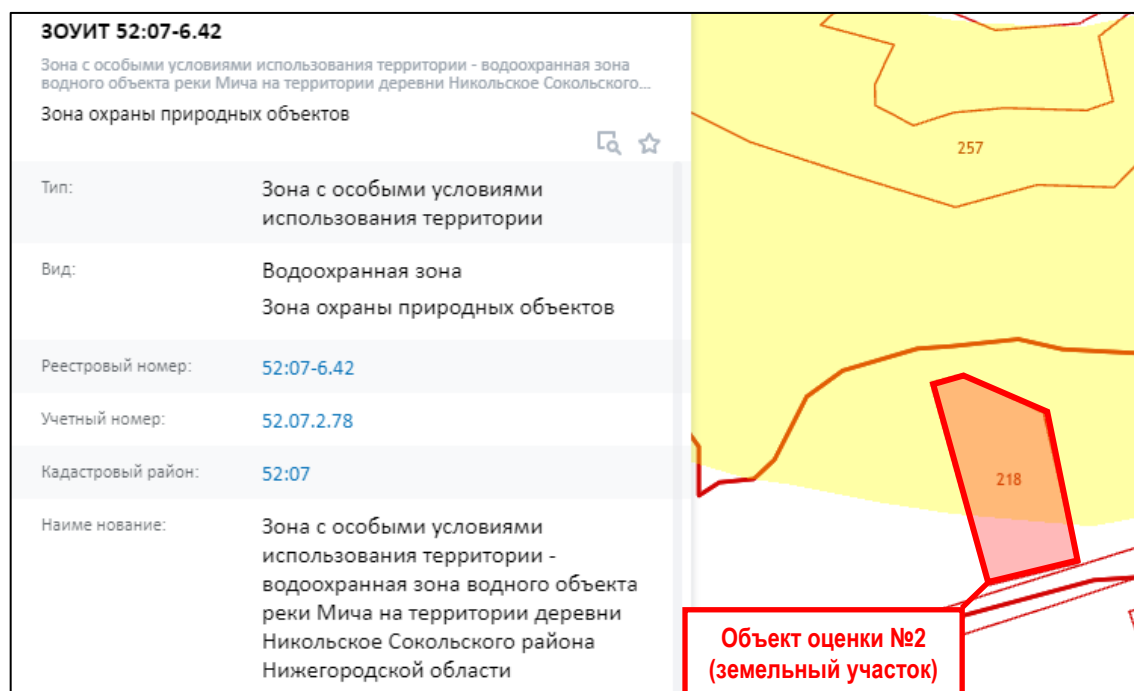 ЗОУИТ 52:07-6.42
Зона с особыми условиями использования территории - водоохранная зона
водного объекта реки Мича на территории деревни Никольское Сокольского...
Зона охраны природных объектов
Тип:
Зона с особыми условиями
использования территории
Вид:
Водоохранная зона
Зона охраны природных объектов
Реестровый номер:
52:07-6.42
Учетный номер:
52.07.2.78
Кадастровый район:
52:07
Наиме нование:
Зона с особыми условиями
использования территории -
водоохранная зона водного объекта
реки Мича на территории деревни
Никольское Сокольского района
Нижегородской области
257
218
Объект оценки №2
(земельный участок)